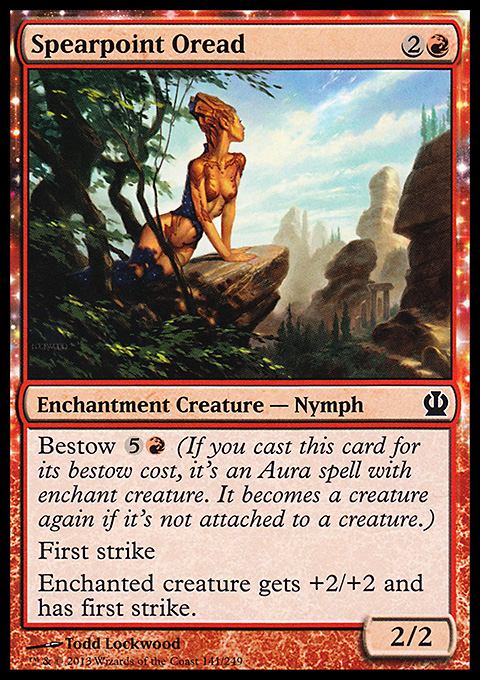 Spearpoint Oread 2
LOCKWOOD
Enchantment Creature — Nymph
Bestow 5 (If you cast this card for
its bestow cost, it's an Aura spell with
enchant creature. It becomes a creature
again if it's not attached to a creature.)
First strike
Enchanted creature gets +2/+2 and
has first strike.
2/2
Todd Lockwood
™ & © 2013 Wizards of the Coast 141/249